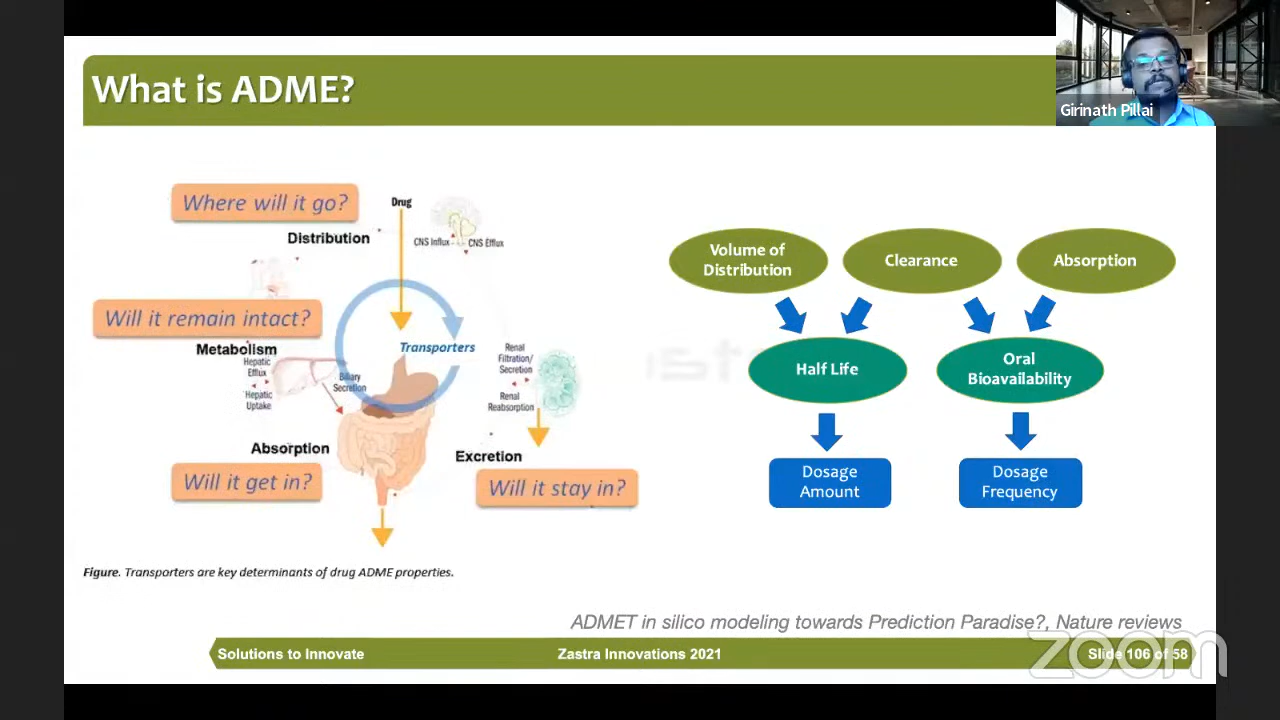 What is ADME?
Girinath Pillai
Where will it go?
Drug
Distribution
CNS Influx
CNS Efflux
Will it remain intact?
Metabolism
Hepatic
Efflux
Hepatic
Uptake
Biliary
Secretion
Transporters
Renal
Filtration/
Secretion
Renal
Reabsorption
Absorption
Will it get in?
Excretion
Will it stay in?
Figure. Transporters are key determinants of drug ADME properties.
Volume of
Distribution
Clearance
Absorption
Half Life
Oral
Bioavailability
Dosage
Amount
Dosage
Frequency
ADMET in silico modeling towards Prediction Paradise?, Nature reviews
Solutions to Innovate
Zastra Innovations 2021
Slide 106 of 58
zoom